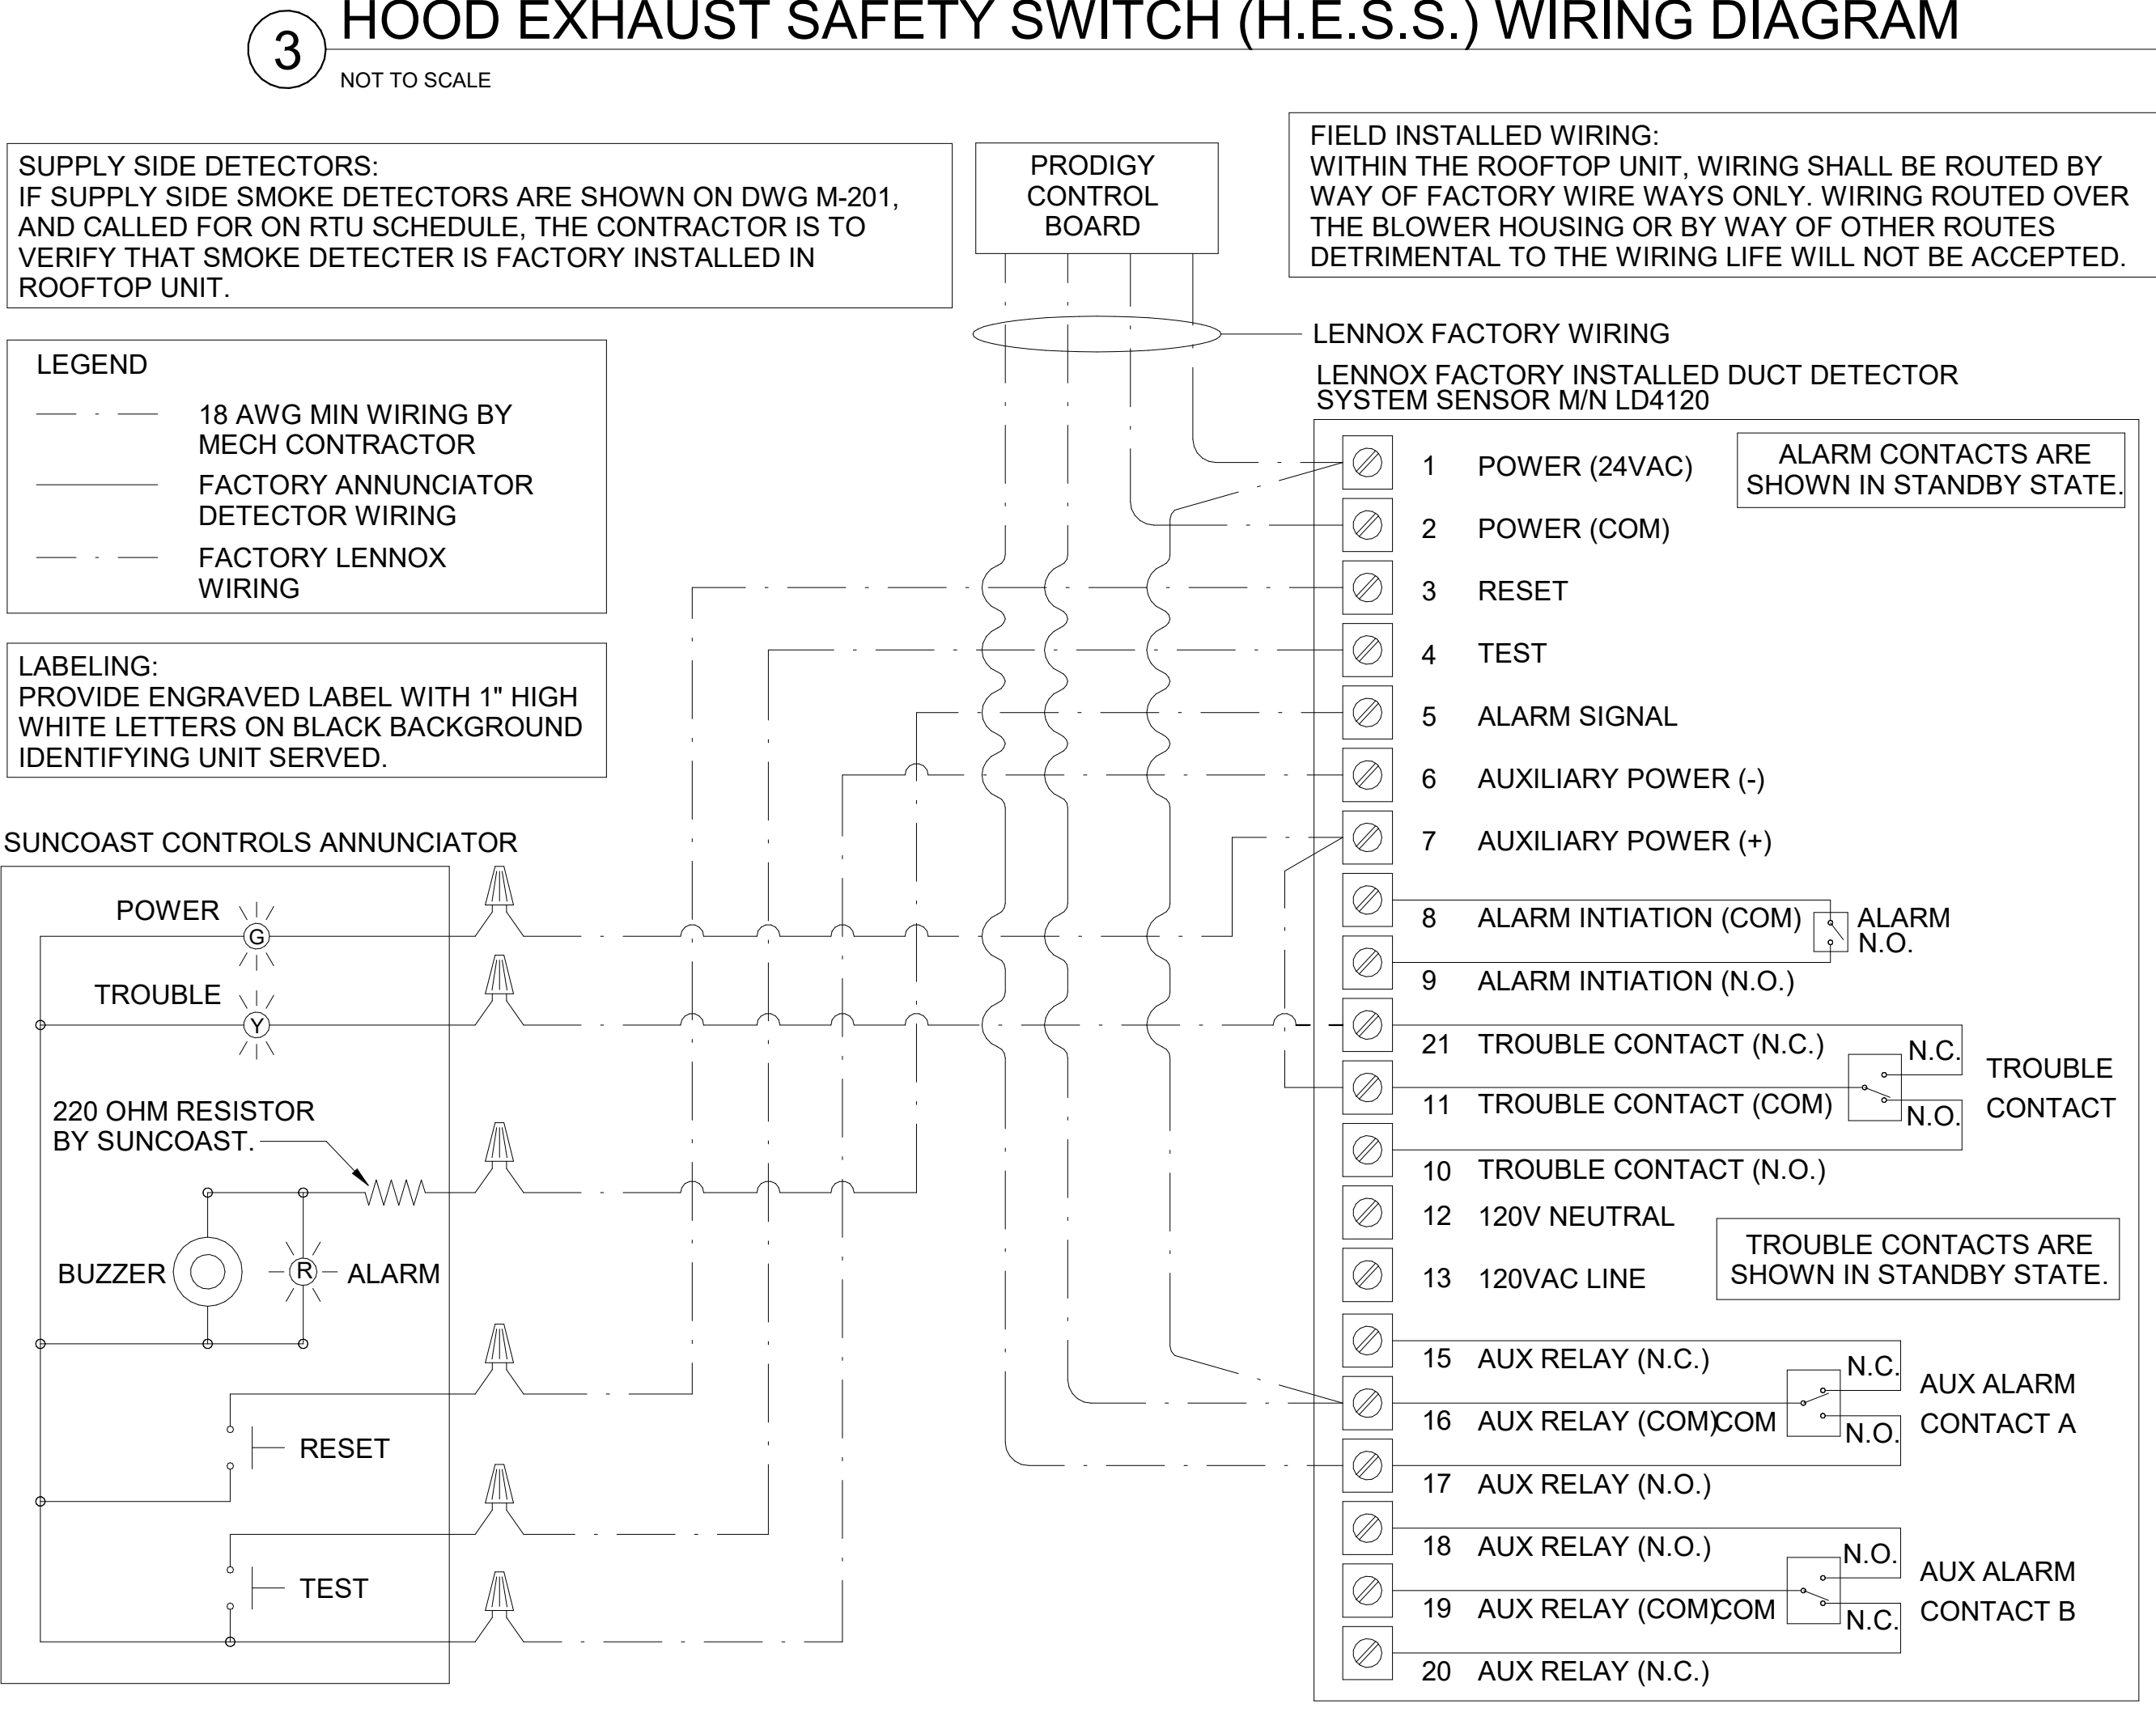 HOOD EXHAUST SAFETY SWITCH (H.E.S.S.) WIRING DIAGRAM
3
NOT TO SCALE
SUPPLY SIDE DETECTORS:
IF SUPPLY SIDE SMOKE DETECTORS ARE SHOWN ON DWG M-201,
AND CALLED FOR ON RTU SCHEDULE, THE CONTRACTOR IS TO
VERIFY THAT SMOKE DETECTER IS FACTORY INSTALLED IN
ROOFTOP UNIT.
PRODIGY
CONTROL
BOARD
FIELD INSTALLED WIRING:
WITHIN THE ROOFTOP UNIT, WIRING SHALL BE ROUTED BY
WAY OF FACTORY WIRE WAYS ONLY. WIRING ROUTED OVER
THE BLOWER HOUSING OR BY WAY OF OTHER ROUTES
DETRIMENTAL TO THE WIRING LIFE WILL NOT BE ACCEPTED.
LEGEND
18 AWG MIN WIRING BY
MECH CONTRACTOR
FACTORY ANNUNCIATOR
DETECTOR WIRING
FACTORY LENNOX
WIRING
LABELING:
PROVIDE ENGRAVED LABEL WITH 1" HIGH
WHITE LETTERS ON BLACK BACKGROUND
IDENTIFYING UNIT SERVED.
SUNCOAST CONTROLS ANNUNCIATOR
POWER
G
TROUBLE
Y
220 OHM RESISTOR
BY SUNCOAST.
BUZZER
R
ALARM
RESET
TEST
LENNOX FACTORY WIRING
LENNOX FACTORY INSTALLED DUCT DETECTOR
SYSTEM SENSOR M/N LD4120
ALARM CONTACTS ARE
SHOWN IN STANDBY STATE.
1 POWER (24VAC)
2 POWER (COM)
3 RESET
4 TEST
5 ALARM SIGNAL
6 AUXILIARY POWER (-)
7 AUXILIARY POWER (+)
8 ALARM INTIATION (COM)
ALARM
N.O.
9 ALARM INTIATION (N.O.)
21 TROUBLE CONTACT (N.C.)
N.C.
TROUBLE
CONTACT
11 TROUBLE CONTACT (COM)
N.O.
10 TROUBLE CONTACT (N.O.)
12 120V NEUTRAL
13 120VAC LINE
TROUBLE CONTACTS ARE
SHOWN IN STANDBY STATE.
15 AUX RELAY (N.C.)
N.C.
AUX ALARM
CONTACT A
16 AUX RELAY (COM)
COM
N.O.
17 AUX RELAY (N.O.)
18 AUX RELAY (N.O.)
N.O.
AUX ALARM
CONTACT B
19 AUX RELAY (COM)
COM
N.C.
20 AUX RELAY (N.C.)